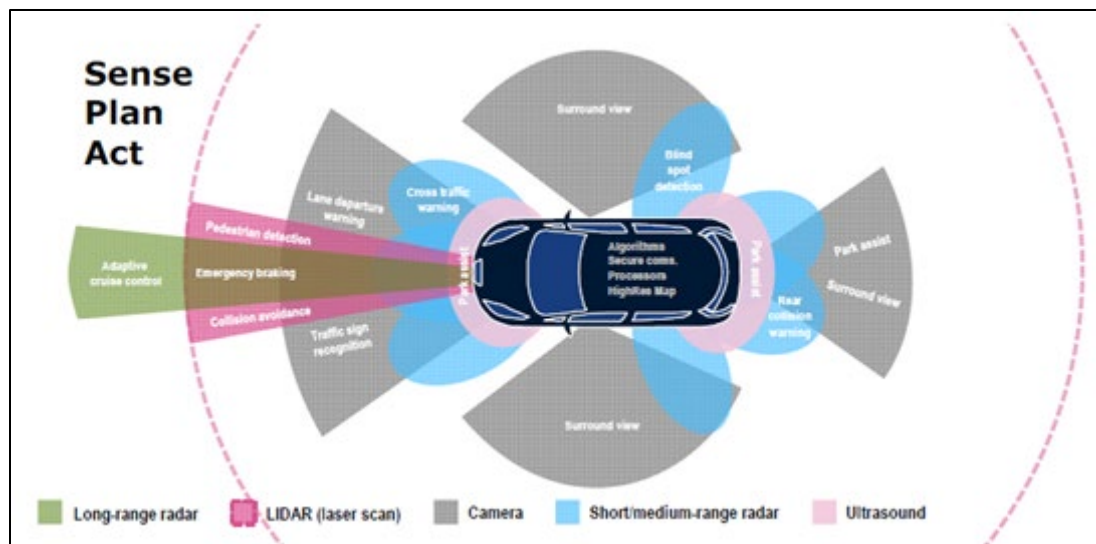 Sense
Plan
Act
Surround view
Blind
spot
detection
Cross traffic
warning
Lane departure
warning
Pedestrian detection
Adaptive
cruise control
Emergency braking
Collision avoidance
Traffic sign
recognition
Park assist
Algorithms
Secure coms.
Processors
HighRes Map
Park assist
Park assist
Surround view
Rear
collision
warning
Surround view
Long-range radar
LIDAR (laser scan)
Camera
Short/medium-range radar
Ultrasound